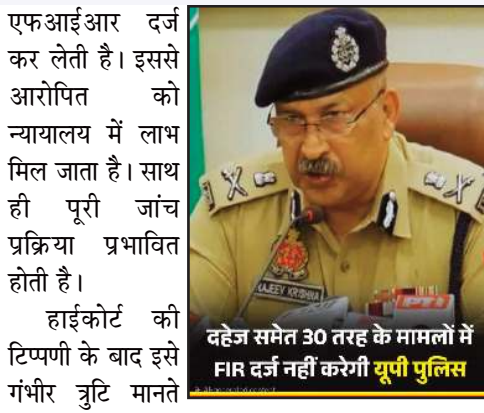 एफआईआर दर्ज
कर लेती है। इससे
आरोपित को
न्यायालय में लाभ
मिल जाता है। साथ
ही पूरी जांच
प्रक्रिया प्रभावित
होती है।
हाईकोर्ट की
टिप्पणी के बाद इसे
गंभीर त्रुटि मानते
RAJEEV KRISHNA
दहेज समेत 30 तरह के मामलों में
FIR दर्ज नहीं करेगी यूपी पुलिस